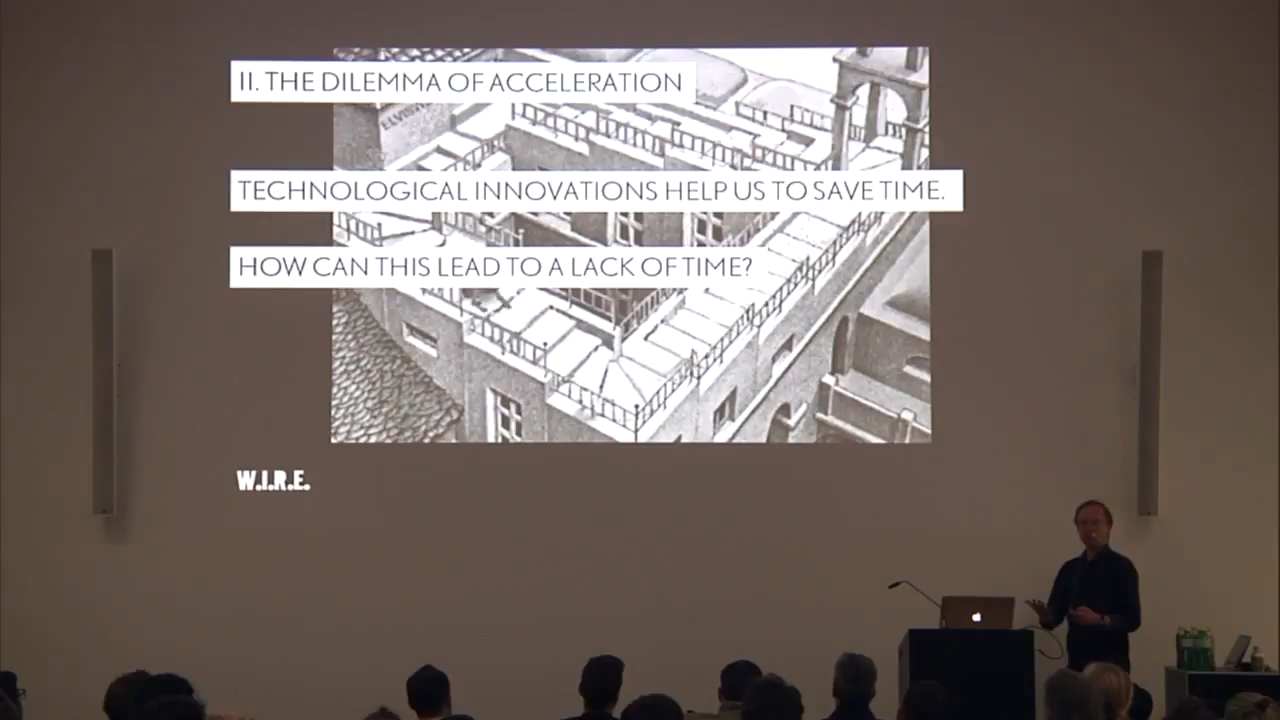 II. THE DILEMMA OF ACCELERATION
TECHNOLOGICAL INNOVATIONS HELP US TO SAVE TIME.
HOW CAN THIS LEAD TO A LACK OF TIME?
W.I.R.E.